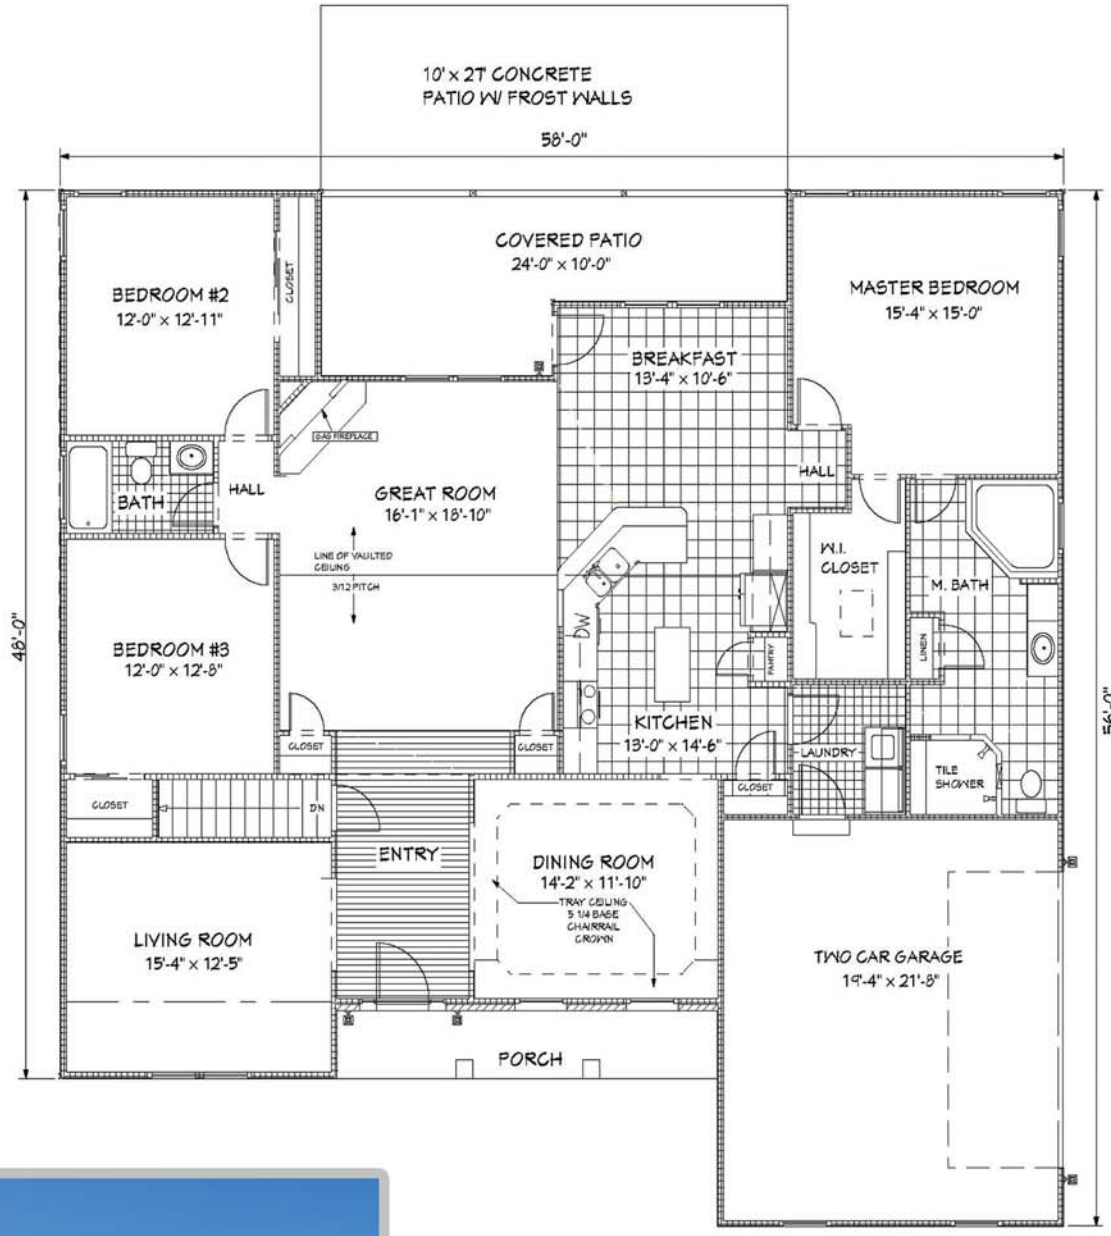 10' x 27' CONCRETE
PATIO W/ FROST WALLS
58'-0"
COVERED PATIO
24'-0" x 10'-0"
BEDROOM #2
12'-0" x 12'-11"
CLOSET
MASTER BEDROOM
15'-4" x 15'-0"
BREAKFAST
13'-4" x 10'-6"
GAS FIREPLACE
HALL
BATH
HALL
GREAT ROOM
16'-1" x 18'-10"
LINE OF VAULTED
CEILING
3/12 PITCH
W.I.
CLOSET
M. BATH
LINEN
DW
PANTRY
48'-0"
BEDROOM #3
12'-0" x 12'-8"
56'-0"
KITCHEN
13'-0" x 14'-6"
CLOSET
CLOSET
LAUNDRY
TILE
SHOWER
CLOSET
CLOSET
DN
ENTRY
DINING ROOM
14'-2" x 11'-10"
TRAY CEILING
5 1/4 BASE
CHAIRRAIL
CROWN
LIVING ROOM
15'-4" x 12'-5"
TWO CAR GARAGE
19'-4" x 21'-8"
PORCH